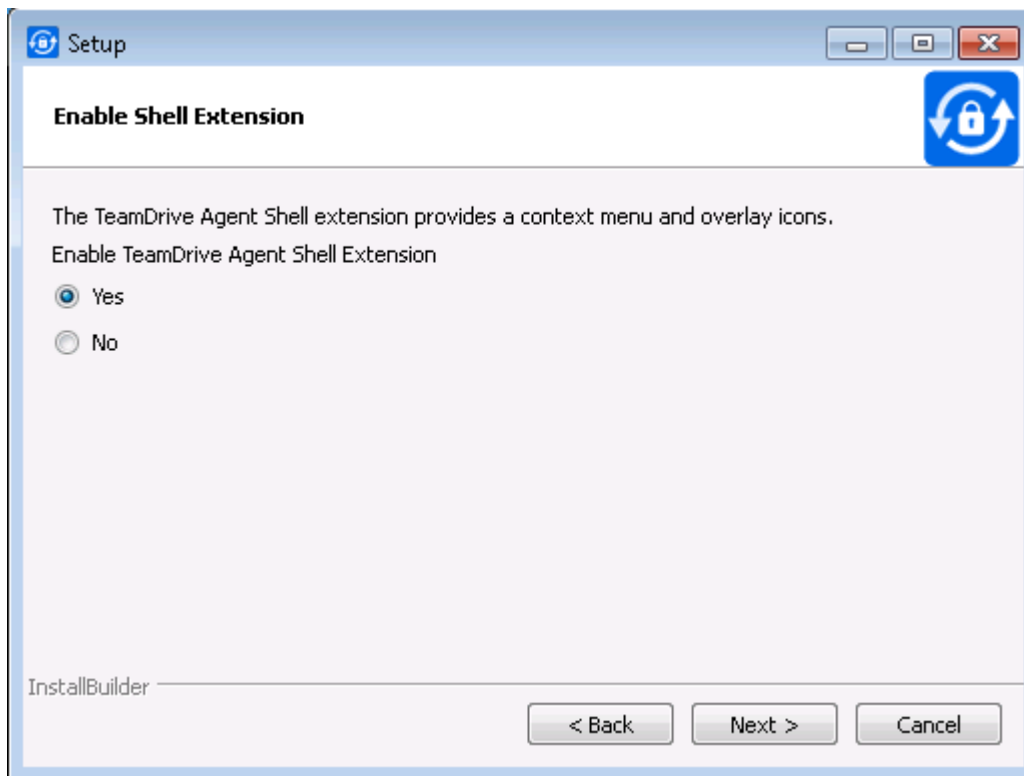 Setup
Enable Shell Extension
The TeamDrive Agent Shell extension provides a context menu and overlay icons.
Enable TeamDrive Agent Shell Extension
Yes
No
InstallBuilder
< Back
Next >
Cancel